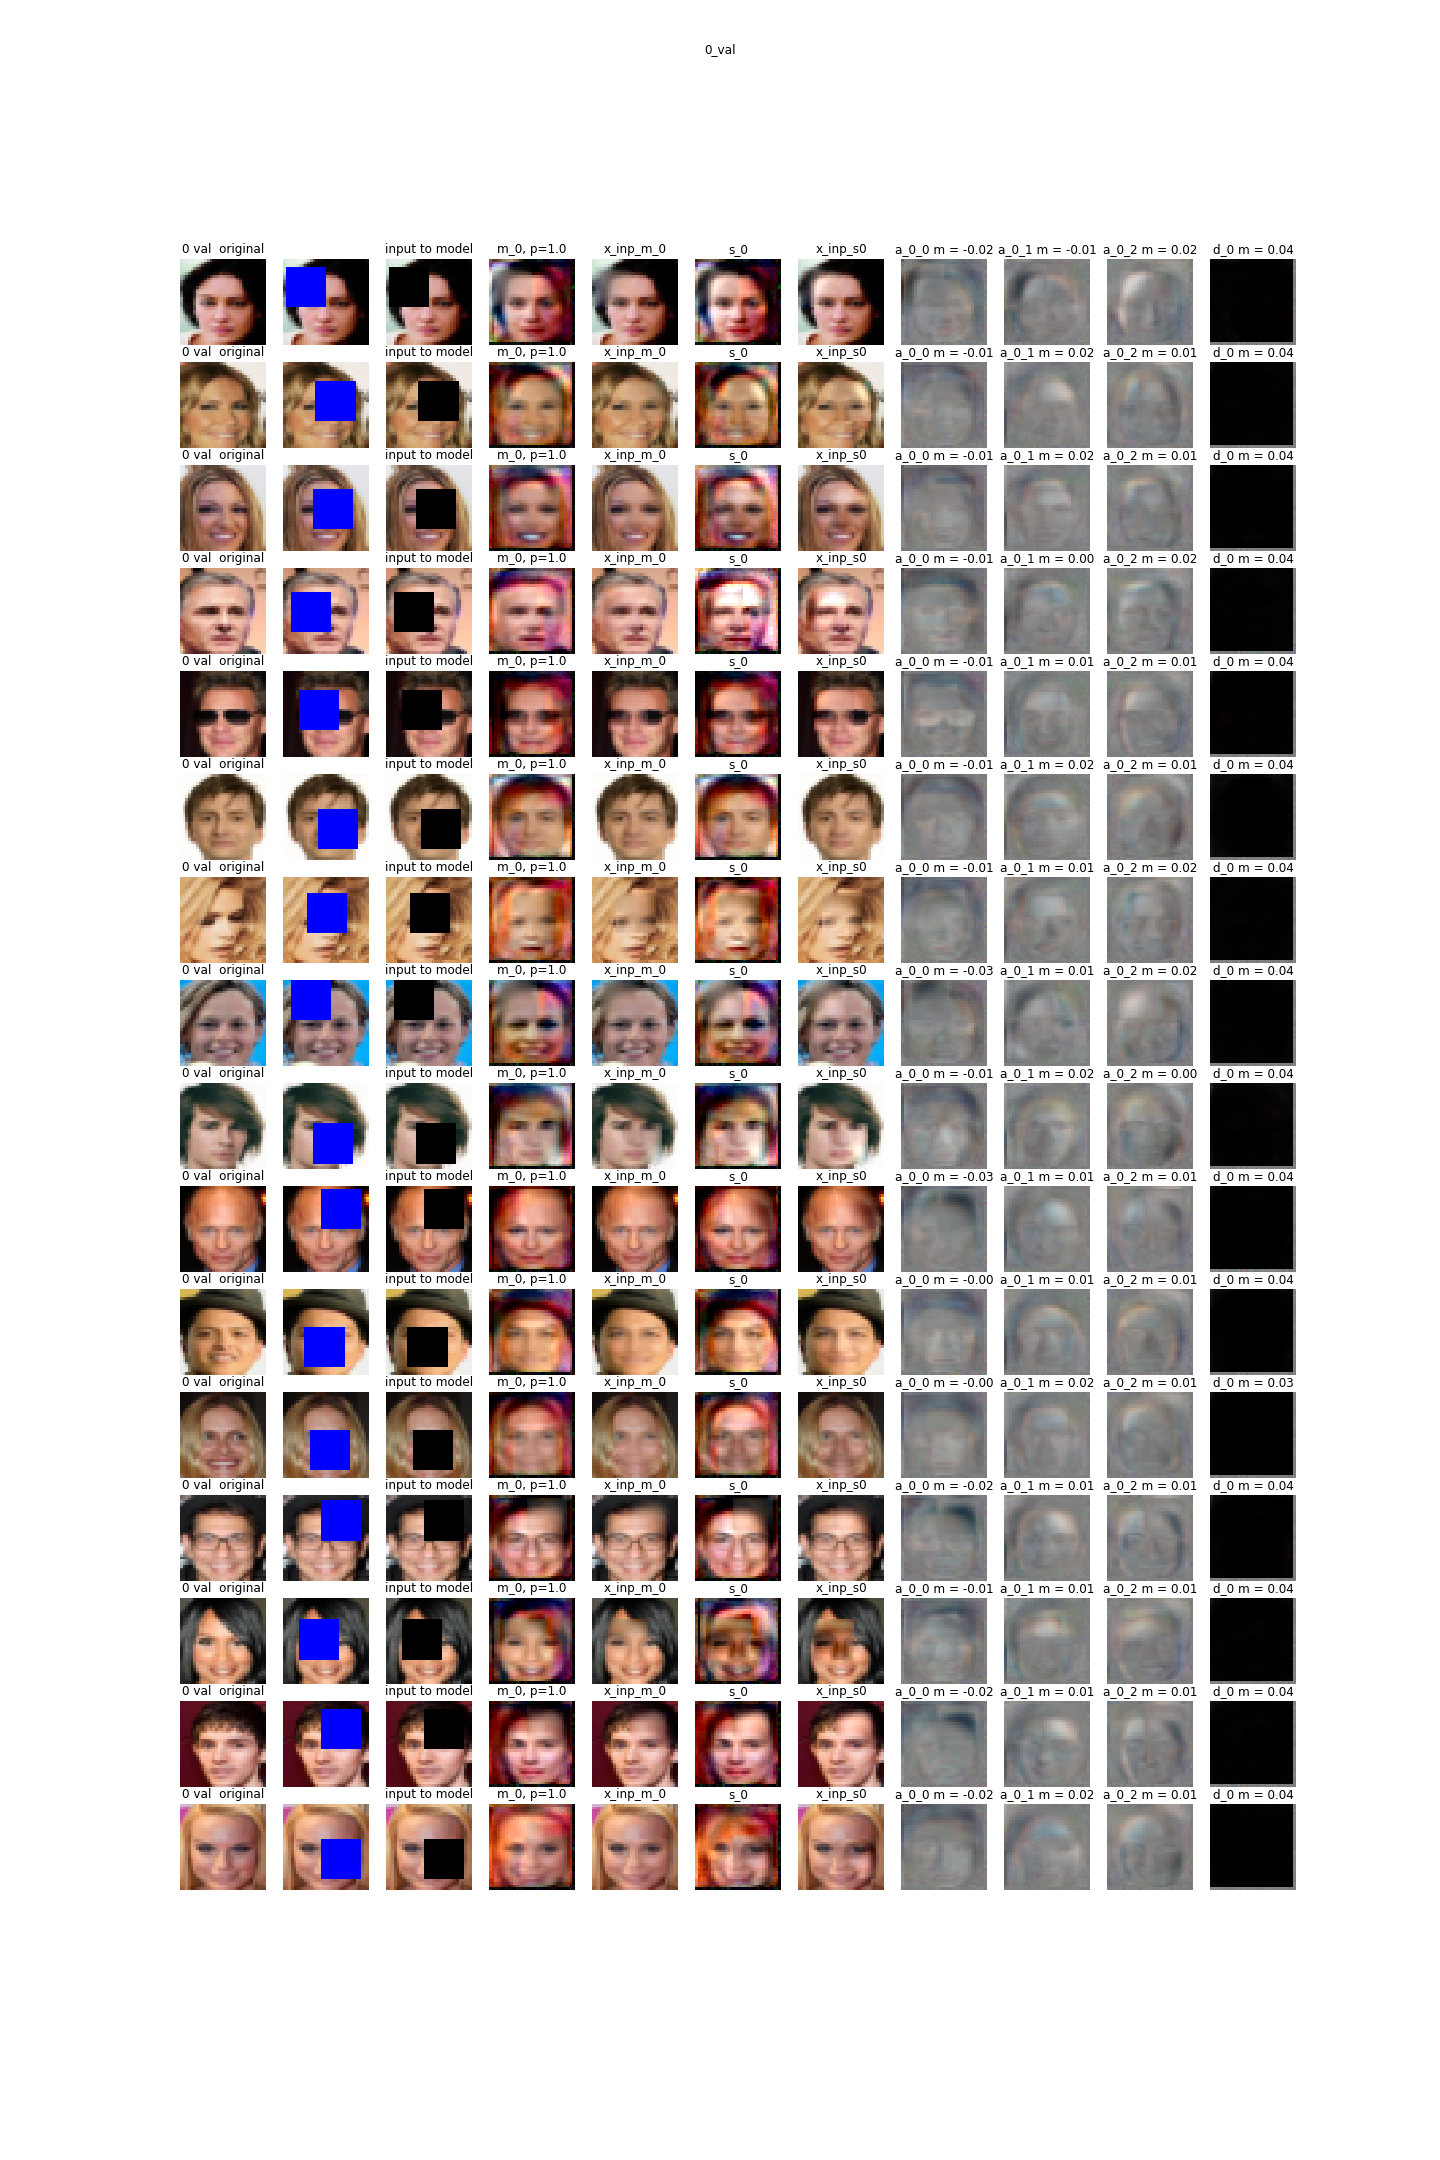 0_val
0 val  original input to model m_0, p=1.0 x_inp_m_0 s_0 x_inp_s0 a_0_0 m = -0.02 a_0_1 m = -0.01 a_0_2 m = 0.02 d_0 m = 0.04
0 val  original input to model m_0, p=1.0 x_inp_m_0 s_0 x_inp_s0 a_0_0 m = -0.01 a_0_1 m = 0.02 a_0_2 m = 0.01 d_0 m = 0.04
0 val  original input to model m_0, p=1.0 x_inp_m_0 s_0 x_inp_s0 a_0_0 m = -0.01 a_0_1 m = 0.02 a_0_2 m = 0.01 d_0 m = 0.04
0 val  original input to model m_0, p=1.0 x_inp_m_0 s_0 x_inp_s0 a_0_0 m = -0.01 a_0_1 m = 0.00 a_0_2 m = 0.02 d_0 m = 0.04
0 val  original input to model m_0, p=1.0 x_inp_m_0 s_0 x_inp_s0 a_0_0 m = -0.01 a_0_1 m = 0.01 a_0_2 m = 0.01 d_0 m = 0.04
0 val  original input to model m_0, p=1.0 x_inp_m_0 s_0 x_inp_s0 a_0_0 m = -0.01 a_0_1 m = 0.02 a_0_2 m = 0.01 d_0 m = 0.04
0 val  original input to model m_0, p=1.0 x_inp_m_0 s_0 x_inp_s0 a_0_0 m = -0.01 a_0_1 m = 0.01 a_0_2 m = 0.02 d_0 m = 0.04
0 val  original input to model m_0, p=1.0 x_inp_m_0 s_0 x_inp_s0 a_0_0 m = -0.03 a_0_1 m = 0.01 a_0_2 m = 0.02 d_0 m = 0.04
0 val  original input to model m_0, p=1.0 x_inp_m_0 s_0 x_inp_s0 a_0_0 m = -0.01 a_0_1 m = 0.02 a_0_2 m = 0.00 d_0 m = 0.04
0 val  original input to model m_0, p=1.0 x_inp_m_0 s_0 x_inp_s0 a_0_0 m = -0.03 a_0_1 m = 0.01 a_0_2 m = 0.01 d_0 m = 0.04
0 val  original input to model m_0, p=1.0 x_inp_m_0 s_0 x_inp_s0 a_0_0 m = -0.00 a_0_1 m = 0.01 a_0_2 m = 0.01 d_0 m = 0.04
0 val  original input to model m_0, p=1.0 x_inp_m_0 s_0 x_inp_s0 a_0_0 m = -0.00 a_0_1 m = 0.02 a_0_2 m = 0.01 d_0 m = 0.03
0 val  original input to model m_0, p=1.0 x_inp_m_0 s_0 x_inp_s0 a_0_0 m = -0.02 a_0_1 m = 0.01 a_0_2 m = 0.01 d_0 m = 0.04
0 val  original input to model m_0, p=1.0 x_inp_m_0 s_0 x_inp_s0 a_0_0 m = -0.01 a_0_1 m = 0.01 a_0_2 m = 0.01 d_0 m = 0.04
0 val  original input to model m_0, p=1.0 x_inp_m_0 s_0 x_inp_s0 a_0_0 m = -0.02 a_0_1 m = 0.01 a_0_2 m = 0.01 d_0 m = 0.04
0 val  original input to model m_0, p=1.0 x_inp_m_0 s_0 x_inp_s0 a_0_0 m = -0.02 a_0_1 m = 0.02 a_0_2 m = 0.01 d_0 m = 0.04